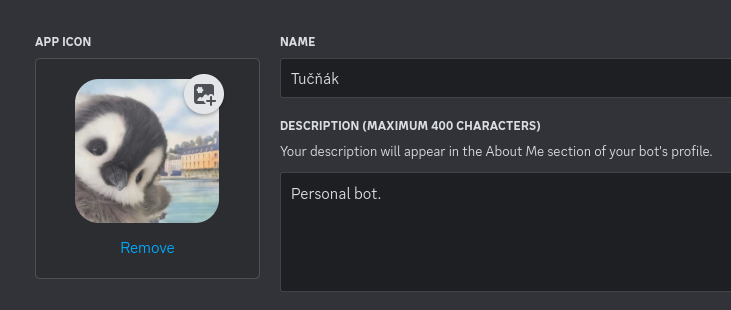 APP ICON
Remove
NAME
Tučňák
DESCRIPTION (MAXIMUM 400 CHARACTERS)
Your description will appear in the About Me section of your bot's profile.
Personal bot.